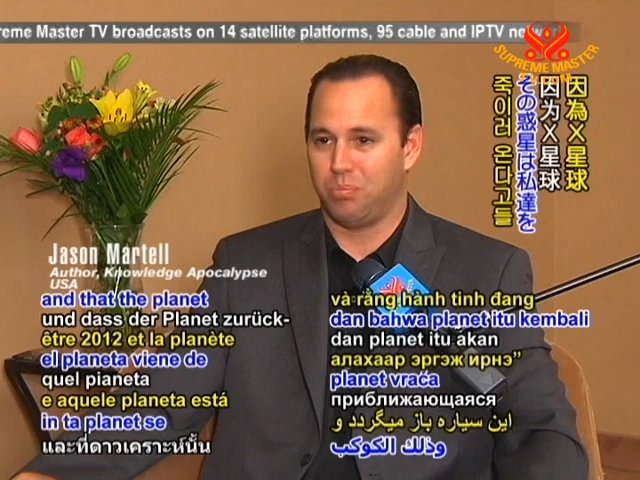 reme Master TV broadcasts on 14 satellite platforms, 95 cable and IPTV netw
SUPREME MASTER
因為X星球
因为X星球
その惑星は私達を
죽이러 온다고들
Jason Martell
Author, Knowledge Apocalypse
USA
and that the planet
und dass der Planet zurück-
être 2012 et la planète
el planeta viene de
quel pianeta
e aquele planeta está
in ta planet se
และที่ดาวเคราะห์นั้น
và rằng hành tinh đang
dan bahwa planet itu kembali
dan planet itu akan
алахаар эргэж ирнэ”
planet vraća
приближающаяся
این سیاره باز میگردد و
وذلك الكوكب